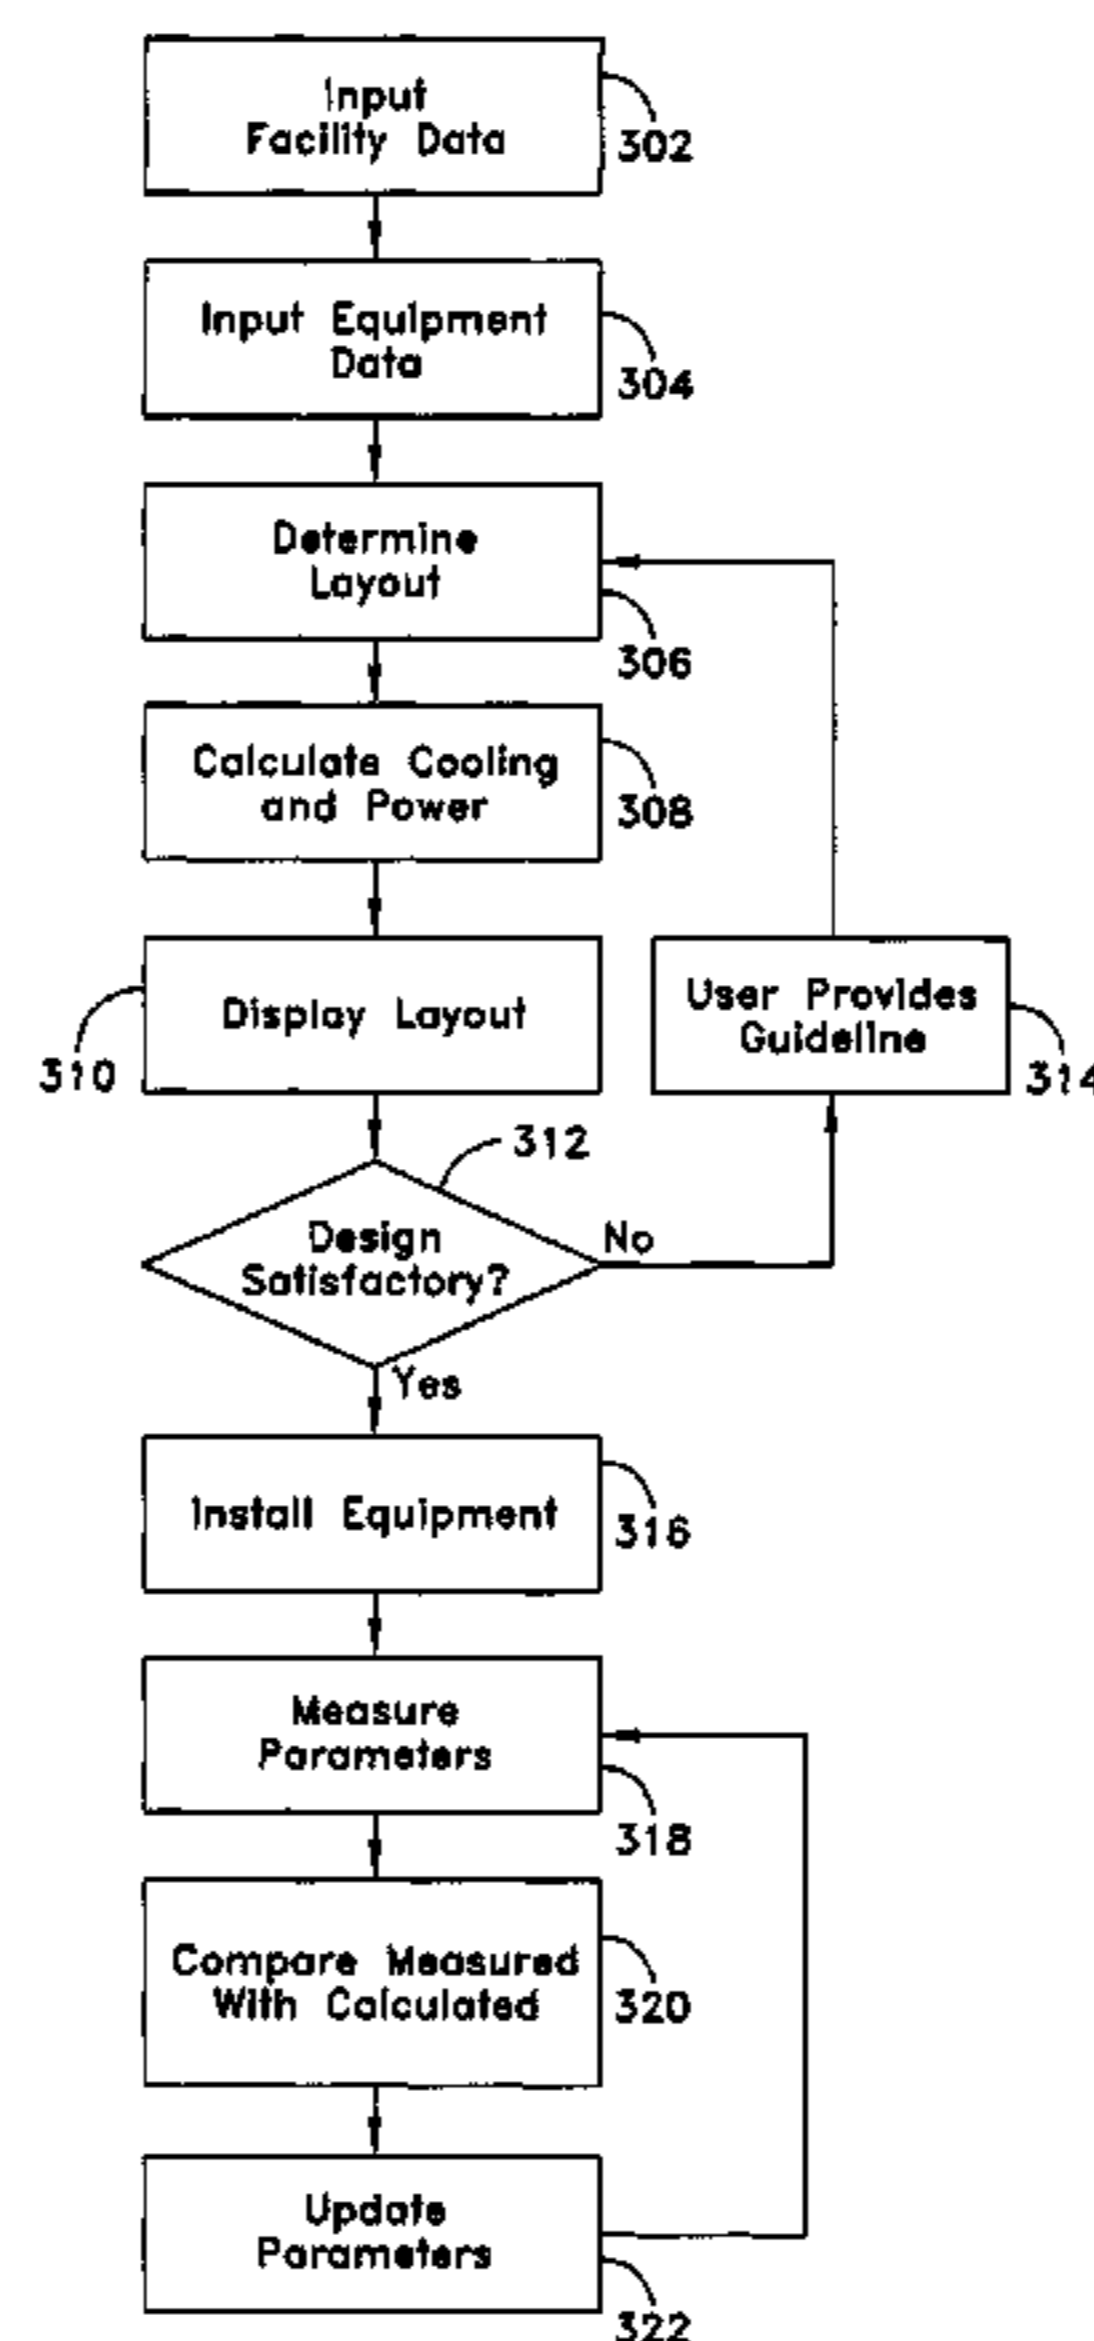 Input
Facility Data
302
Input Equipment
Data
304
Determine
Layout
306
Calculate Cooling
and Power
308
Display Layout
310
User Provides
Guideline
314
312
Design
Satisfactory?
No
Yes
Install Equipment
316
Measure
Parameters
318
Compare Measured
With Calculated
320
Update
Parameters
322